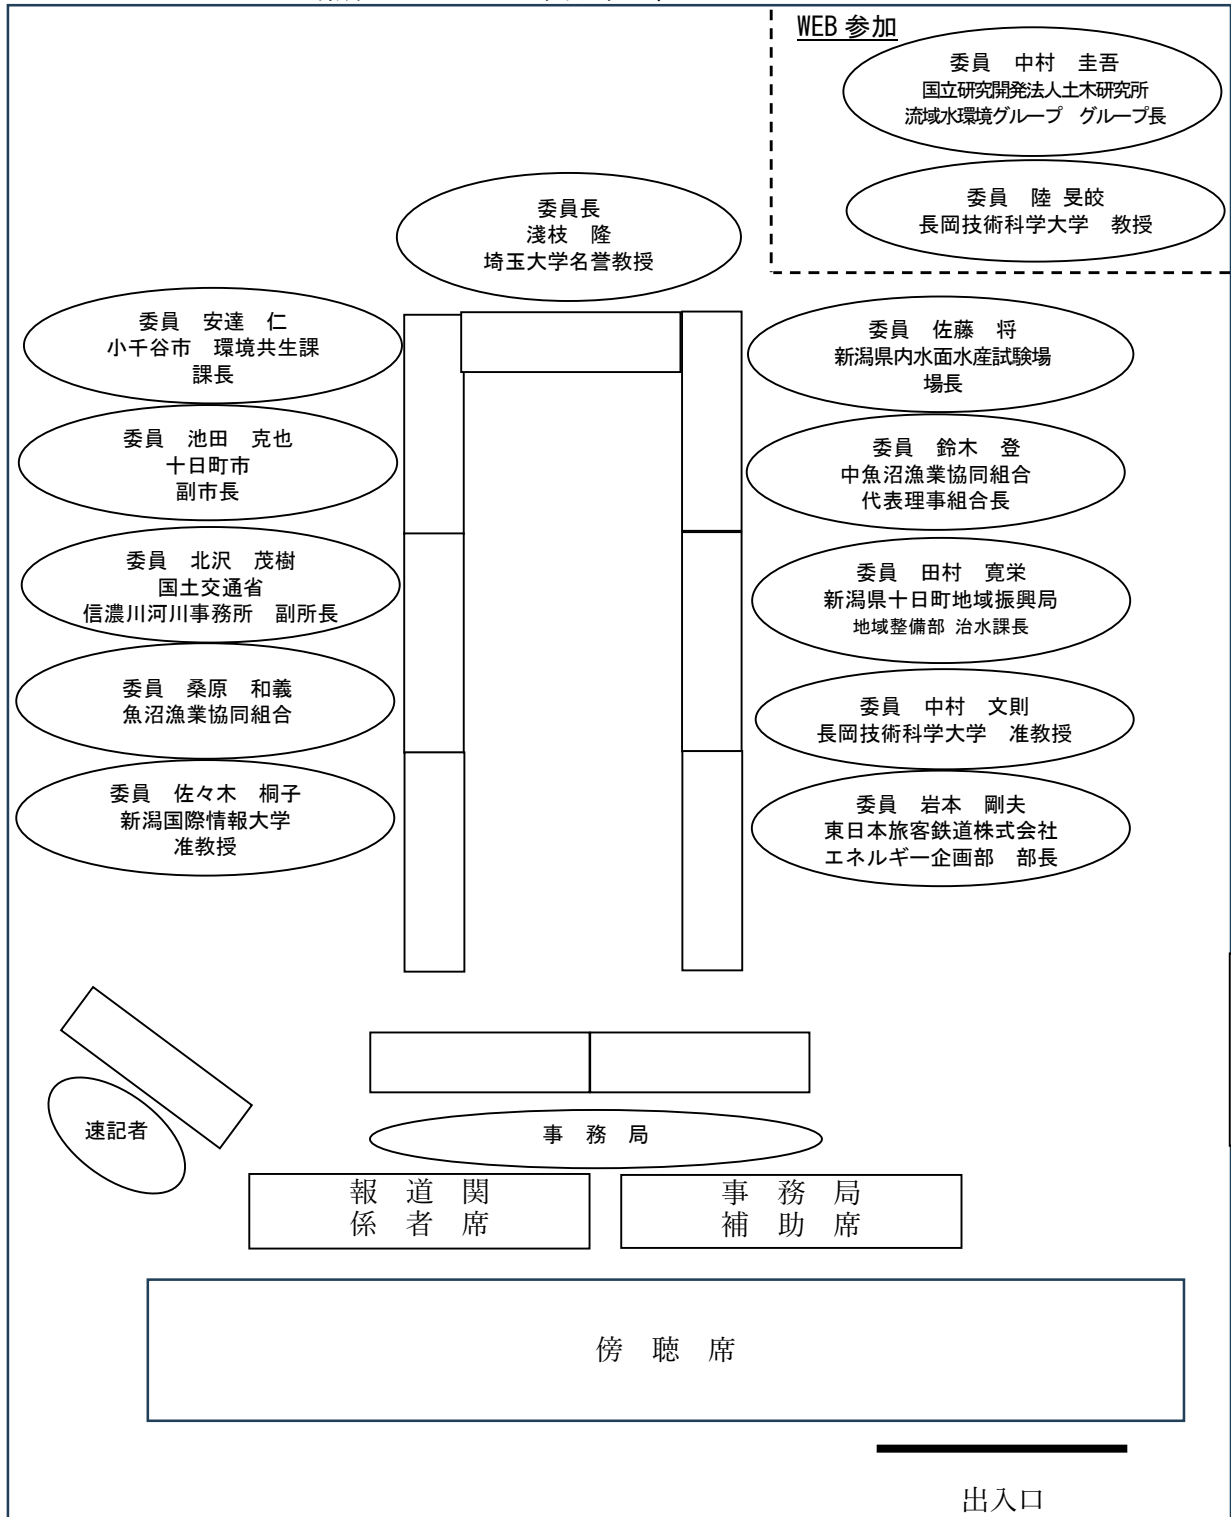 WEB 参加
委員　中村　圭吾
国立研究開発法人土木研究所
流域水環境グループ　グループ長
委員　陸 旻皎
長岡技術科学大学　教授
委員長
淺枝　隆
埼玉大学名誉教授
委員　安達　仁
小千谷市　環境共生課
課長
委員　池田　克也
十日町市
副市長
委員　北沢　茂樹
国土交通省
信濃川河川事務所　副所長
委員　桑原　和義
魚沼漁業協同組合
委員　佐々木　桐子
新潟国際情報大学
准教授
委員　佐藤　将
新潟県内水面水産試験場
場長
委員　鈴木　登
中魚沼漁業協同組合
代表理事組合長
委員　田村　寛栄
新潟県十日町地域振興局
地域整備部 治水課長
委員　中村　文則
長岡技術科学大学　准教授
委員　岩本　剛夫
東日本旅客鉄道株式会社
エネルギー企画部　部長
速記者
事　務　局
報　道　関
係　者　席
事　務　局
補　助　席
傍　聴　席
出入口